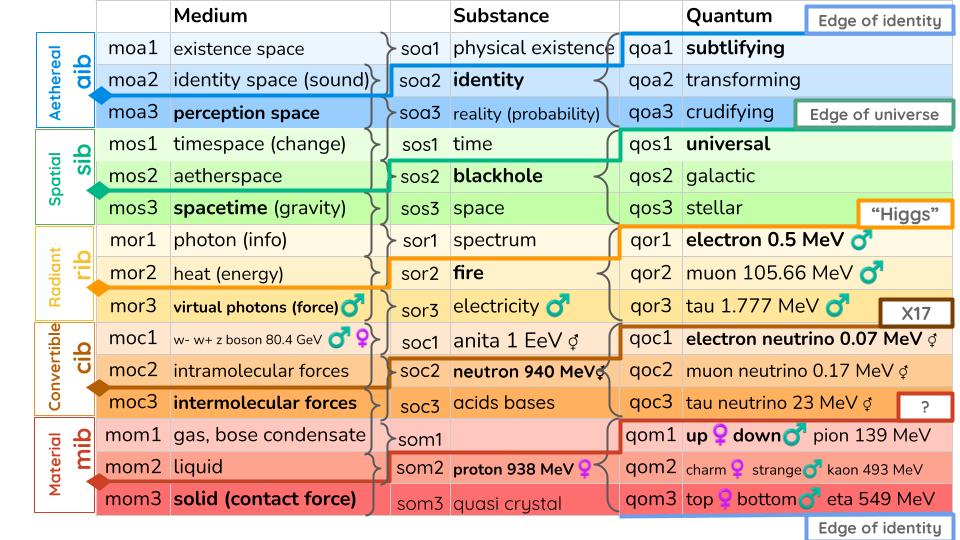 Medium Substance Quantum
Edge of identity
Aethereal aib
moa1 existence space soa1 physical existence qoa1 subtlifying
moa2 identity space (sound) soa2 identity qoa2 transforming
moa3 perception space soa3 reality (probability) qoa3 crudifying
Edge of universe
Spatial sib
mos1 timespace (change) sos1 time qos1 universal
mos2 aetherspace sos2 blackhole qos2 galactic
mos3 spacetime (gravity) sos3 space qos3 stellar
“Higgs”
Radiant rib
mor1 photon (info) sor1 spectrum qor1 electron 0.5 MeV ♂
mor2 heat (energy) sor2 fire qor2 muon 105.66 MeV ♂
mor3 virtual photons (force) ♂ sor3 electricity ♂ qor3 tau 1.777 MeV ♂
X17
Convertible cib
moc1 w- w+ z boson 80.4 GeV ♂ ♀ soc1 anita 1 EeV ⚥ qoc1 electron neutrino 0.07 MeV ⚥
moc2 intramolecular forces soc2 neutron 940 MeV ⚥ qoc2 muon neutrino 0.17 MeV ⚥
moc3 intermolecular forces soc3 acids bases qoc3 tau neutrino 23 MeV ⚥
?
Material mib
mom1 gas, bose condensate som1 qom1 up ♀ down ♂ pion 139 MeV
mom2 liquid som2 proton 938 MeV ♀ qom2 charm ♀ strange ♂ kaon 493 MeV
mom3 solid (contact force) som3 quasi crystal qom3 top ♀ bottom ♂ eta 549 MeV
Edge of identity